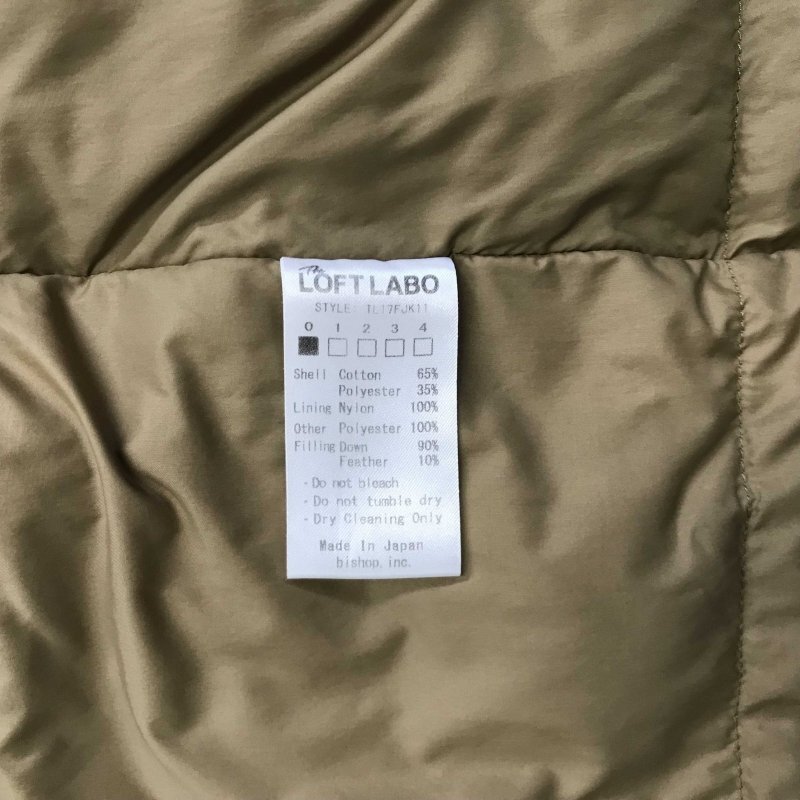 The
LOFT LABO
STYLE: TL17FJK11
0 1 2 3 4
Shell Cotton 65%
Polyester 35%
Lining Nylon 100%
Other Polyester 100%
Filling Down 90%
Feather 10%
・Do not bleach
・Do not tumble dry
・Dry Cleaning Only
Made In Japan
bishop, inc.